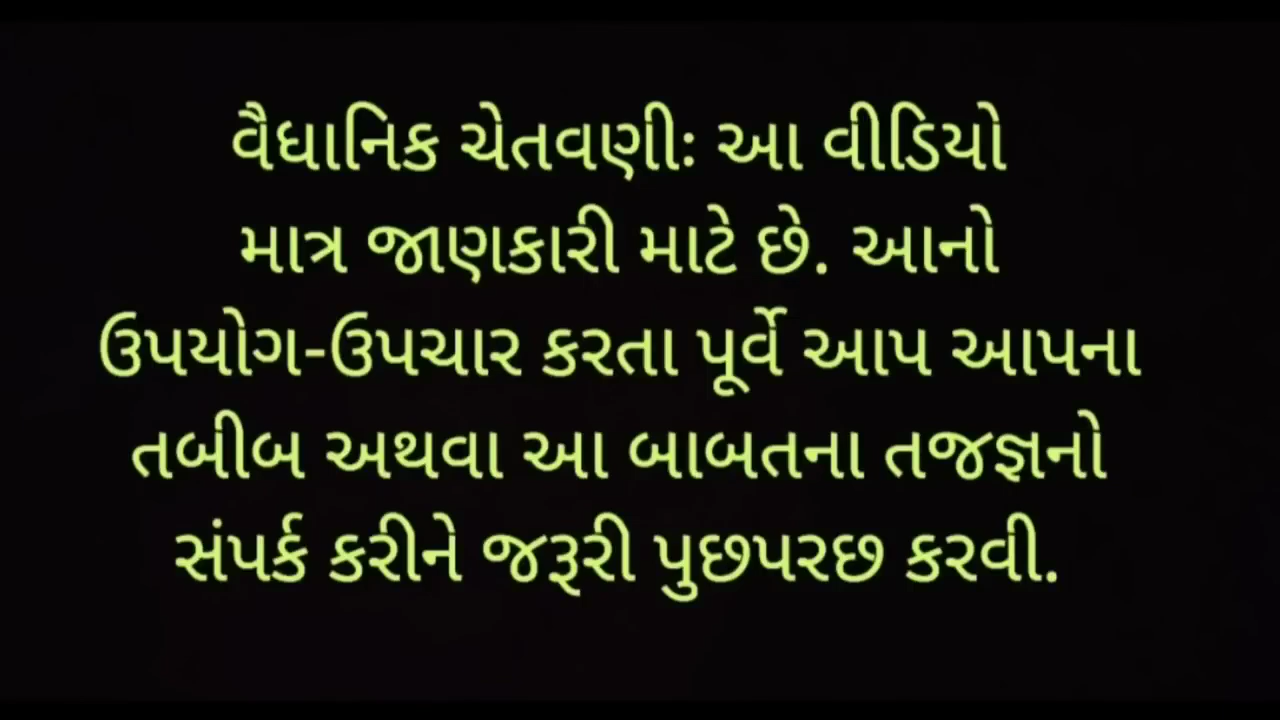 વૈધાનિક ચેતવણીઃ આ વીડિયો
માત્ર જાણકારી માટે છે. આનો
ઉપયોગ-ઉપચાર કરતા પૂર્વે આપ આપના
તબીબ અથવા આ બાબતના તજજ્ઞનો
સંપર્ક કરીને જરૂરી પુછપરછ કરવી.